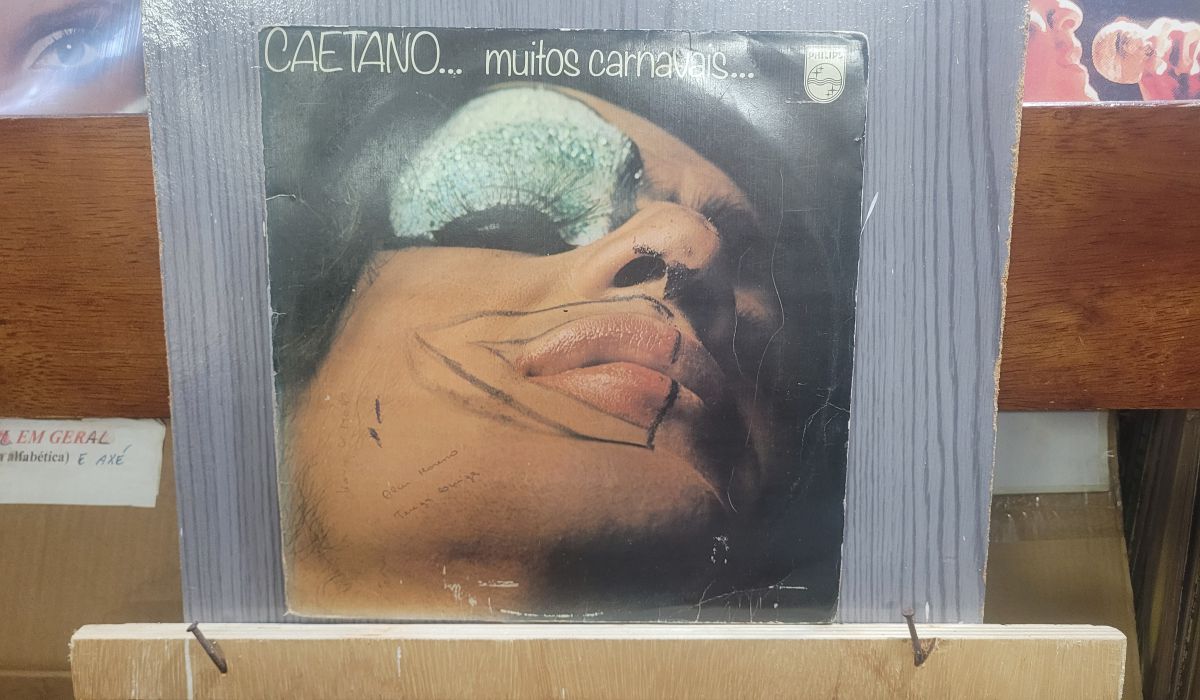 CAETANO... muitos carnavais...
PHILIPS
EM GERAL
alfabética) E AXÉ